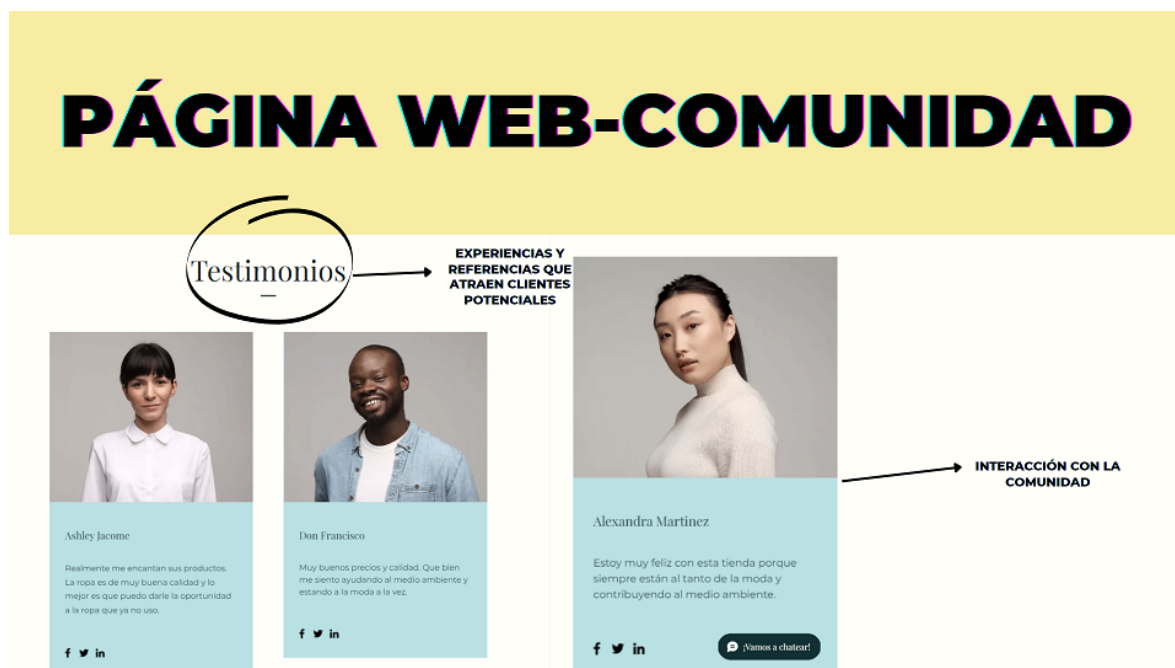 PÁGINA WEB-COMUNIDAD
Testimonios
EXPERIENCIAS Y
REFERENCIAS QUE
ATRAEN CLIENTES
POTENCIALES
Ashley Jacome
Realmente me encantan sus productos.
La ropa es de muy buena calidad y lo
mejor es que puedo darle la oportunidad
a la ropa que ya no uso.
Don Francisco
Muy buenos precios y calidad. Que bien
me siento ayudando al medio ambiente y
estando a la moda a la vez.
Alexandra Martinez
Estoy muy feliz con esta tienda porque
siempre están al tanto de la moda y
contribuyendo al medio ambiente.
¡Vamos a chatear!
INTERACCIÓN CON LA
COMUNIDAD